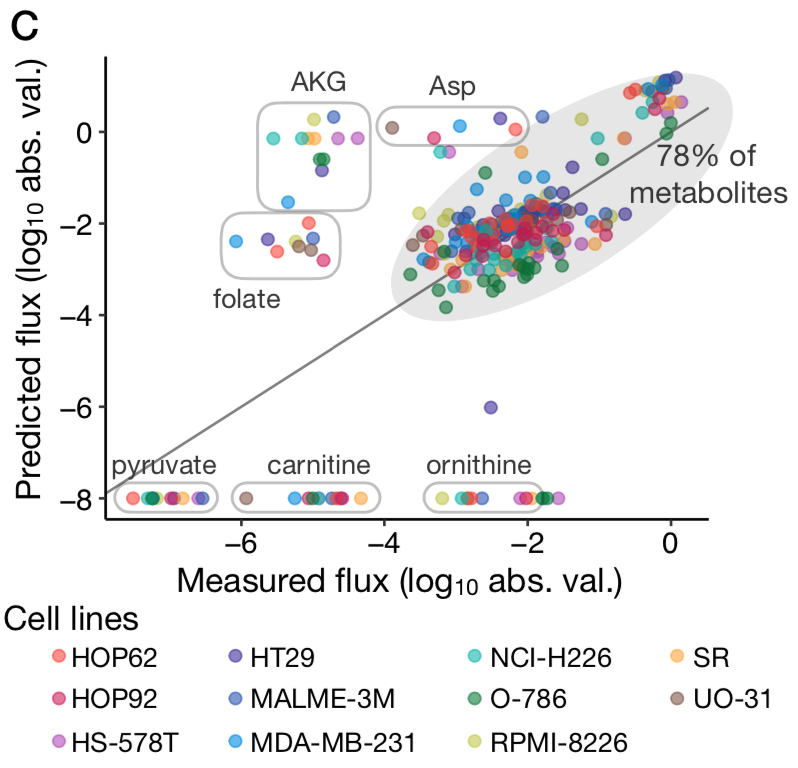 C
AKG
Asp
78% of
metabolites
folate
pyruvate
carnitine
ornithine
Predicted flux (log₁₀ abs. val.)
0
−2
−4
−6
−8
−6
−4
−2
0
Measured flux (log₁₀ abs. val.)
Cell lines
HOP62
HT29
NCI-H226
SR
HOP92
MALME-3M
O-786
UO-31
HS-578T
MDA-MB-231
RPMI-8226